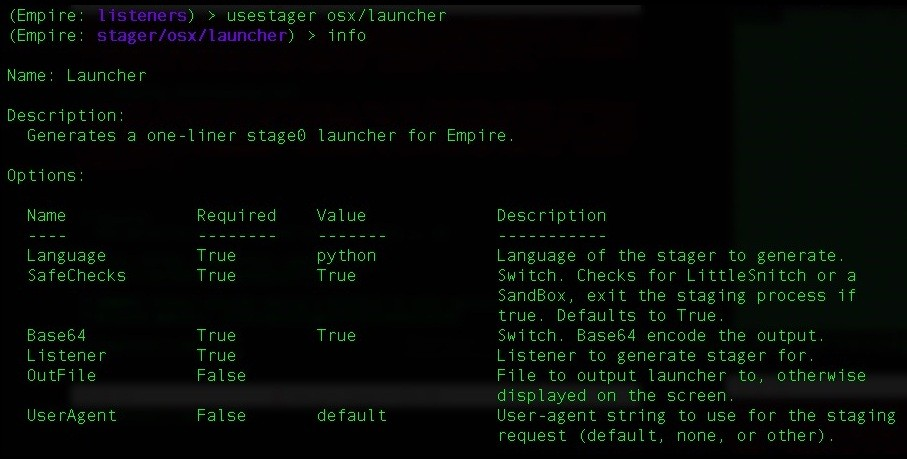 (Empire: listeners) > usestager osx/launcher
(Empire: stager/osx/launcher) > info
Name: Launcher
Description:
Generates a one-liner stage0 launcher for Empire.
Options:
Name Required Value Description
---- -------- ------- -----------
Language True python Language of the stager to generate.
SafeChecks True True Switch. Checks for LittleSnitch or a
SandBox, exit the staging process if
true. Defaults to True.
Base64 True True Switch. Base64 encode the output.
Listener True Listener to generate stager for.
OutFile False File to output launcher to, otherwise
displayed on the screen.
UserAgent False default User-agent string to use for the staging
request (default, none, or other).